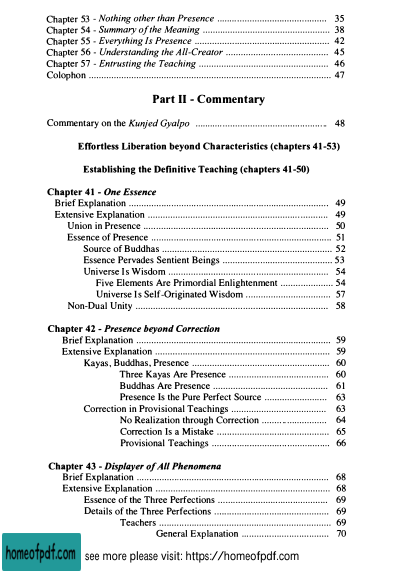 Chapter 53 - Nothing other than Presence ................................................ 35
Chapter 54 - Summary of the Meaning .................................................. 38
Chapter 55 - Everything Is Presence ...................................................... 42
Chapter 56 - Understanding the All-Creator .......................................... 45
Chapter 57 - Entrusting the Teaching .................................................... 46
Colophon ................................................................................................ 47
Part II - Commentary
Commentary on the Kunjed Gyalpo ...................................................... 48
Effortless Liberation beyond Characteristics (chapters 41-53)
Establishing the Definitive Teaching (chapters 41-50)
Chapter 41 - One Essence
Brief Explanation .................................................................................... 49
Extensive Explanation ............................................................................ 49
Union in Presence ................................................................................... 50
Essence of Presence ................................................................................ 51
Source of Buddhas .................................................................................. 52
Essence Pervades Sentient Beings ......................................................... 53
Universe Is Wisdom ................................................................................ 54
Five Elements Are Primordial Enlightenment ...................... 54
Universe Is Self-Originated Wisdom .................................... 57
Non-Dual Unity ...................................................................................... 58
Chapter 42 - Presence beyond Correction
Brief Explanation .................................................................................... 59
Extensive Explanation ............................................................................ 59
Kayas, Buddhas, Presence ...................................................................... 60
Three Kayas Are Presence ..................................................... 60
Buddhas Are Presence ........................................................... 61
Presence Is the Pure Perfect Source ...................................... 63
Correction in Provisional Teachings ...................................................... 63
No Realization through Correction ....................................... 64
Correction Is a Mistake .......................................................... 65
Provisional Teachings ............................................................ 66
Chapter 43 - Displayer of All Phenomena
Brief Explanation .................................................................................... 68
Extensive Explanation ............................................................................ 68
Essence of the Three Perfections ............................................................ 69
Details of the Three Perfections ............................................................. 69
Teachers .................................................................................. 69
General Explanation .............................................. 70
homeofpdf.com see more please visit: https://homeofpdf.com